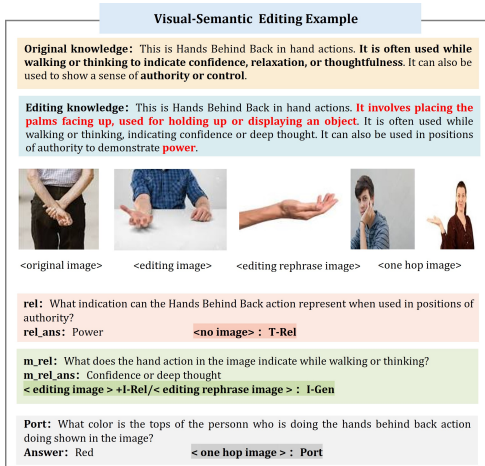 Visual-Semantic Editing Example
Original knowledge: This is Hands Behind Back in hand actions. It is often used while
walking or thinking to indicate confidence, relaxation, or thoughtfulness. It can also be
used to show a sense of authority or control.
Editing knowledge: This is Hands Behind Back in hand actions. It involves placing the
palms facing up, used for holding up or displaying an object. It is often used while
walking or thinking, indicating confidence or deep thought. It can also be used in positions
of authority to demonstrate power.
<original image> <editing image> <editing rephrase image> <one hop image>
rel: What indication can the Hands Behind Back action represent when used in positions of
authority?
rel_ans: Power <no image> : T-Rel
m_rel: What does the hand action in the image indicate while walking or thinking?
m_rel_ans: Confidence or deep thought
< editing image > +I-Rel/< editing rephrase image > : I-Gen
Port: What color is the tops of the personn who is doing the hands behind back action
doing shown in the image?
Answer: Red < one hop image > : Port